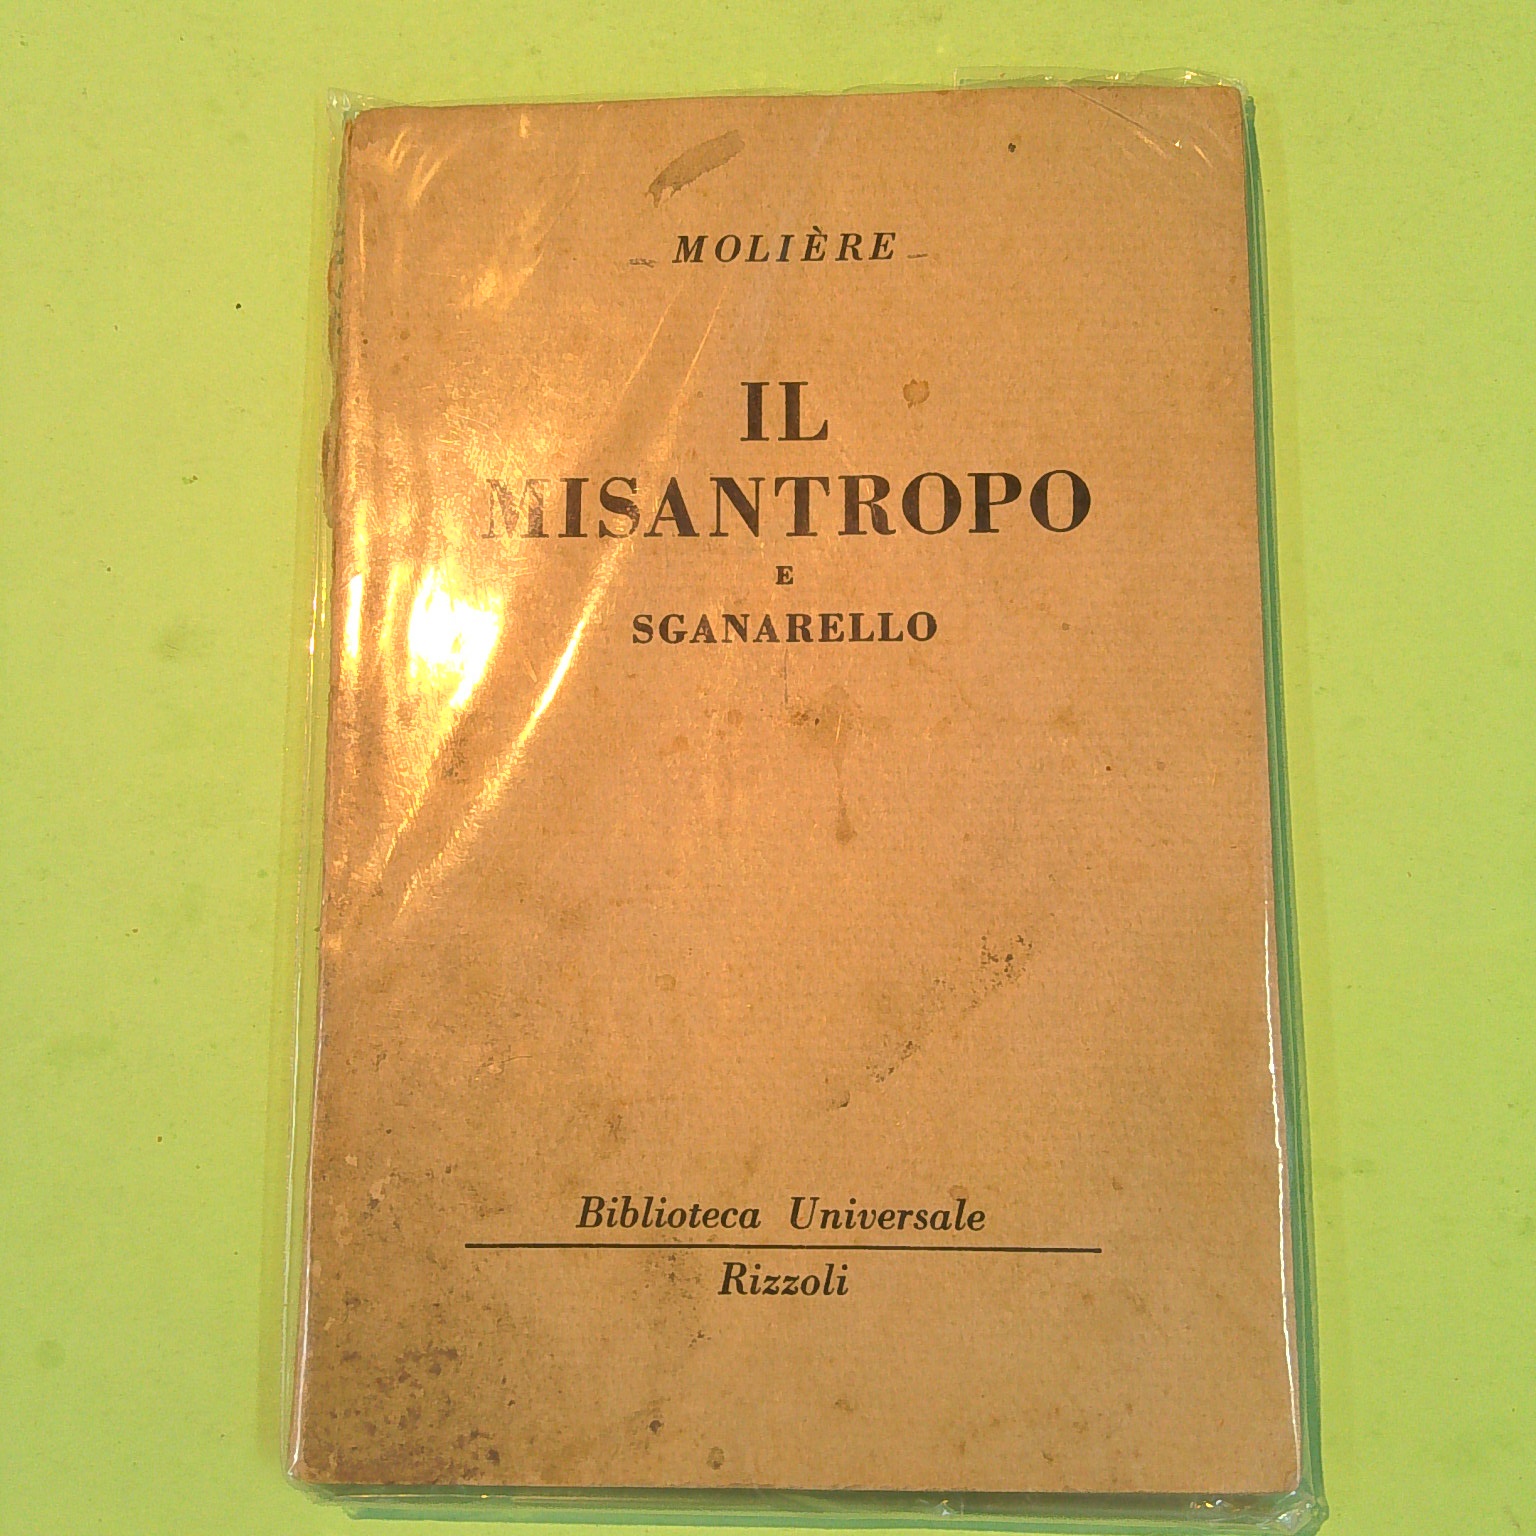 MOLIÈRE
IL
MISANTROPO
E
SGANARELLO
Biblioteca Universale
Rizzoli